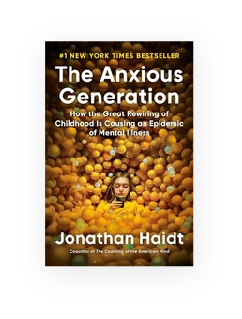 #1 NEW YORK TIMES BESTSELLER
The Anxious
Generation
How the Great Rewiring of
Childhood Is Causing an Epidemic
of Mental Illness
Jonathan Haidt
Coauthor of The Coddling of the American Mind